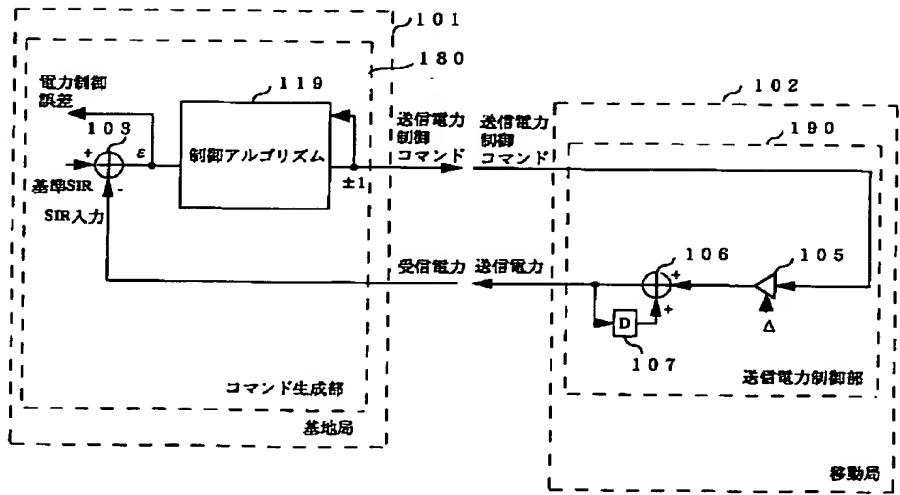 101
180
電力制御
誤差
119
103
+
ε
制御アルゴリズム
±1
基準SIR
-
SIR入力
送信電力
制御
コマンド
送信電力
制御
コマンド
102
190
受信電力
送信電力
106
+
105
+
D
Δ
107
コマンド生成部
基地局
送信電力制御部
移動局